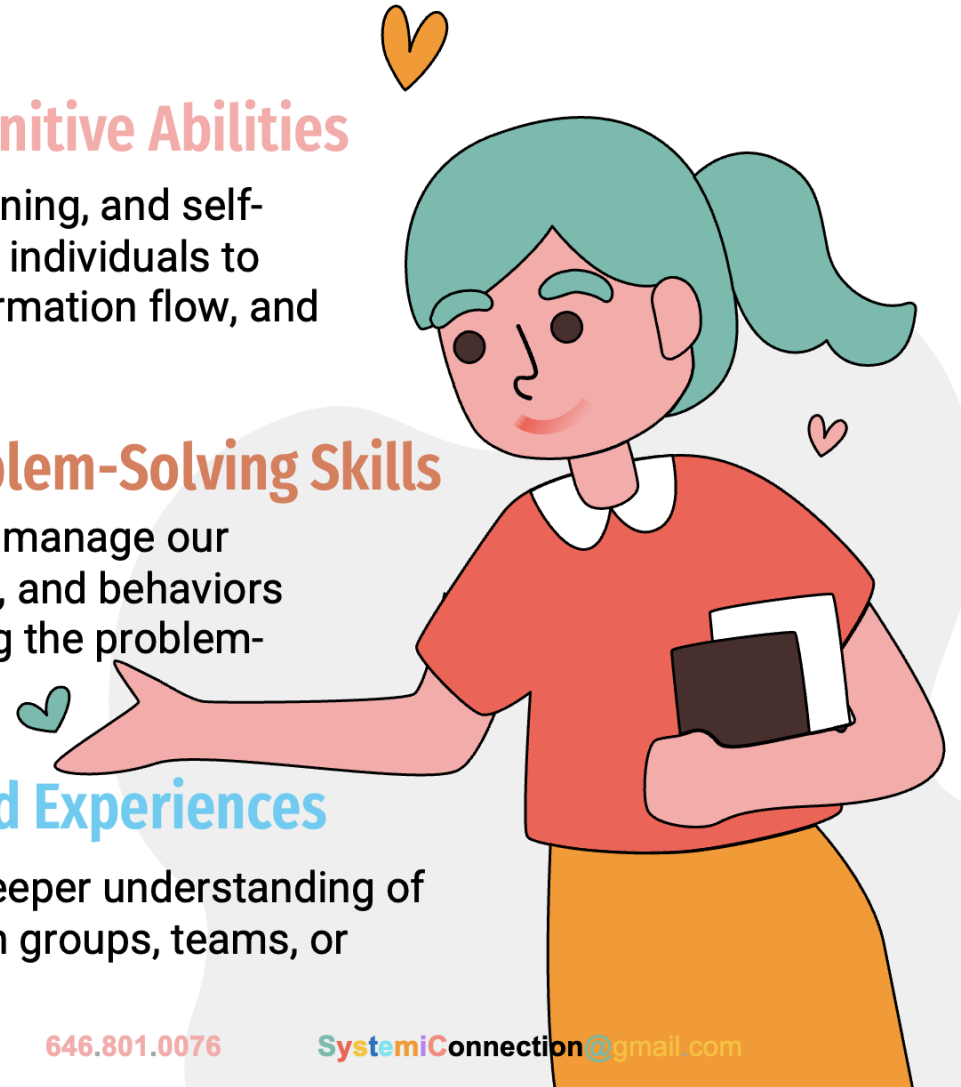 nitive Abilities
ning, and self-
individuals to
rmation flow, and
blem-Solving Skills
manage our
, and behaviors
g the problem-
d Experiences
eeper understanding of
n groups, teams, or
646.801.0076 SystemiConnection@gmail.com